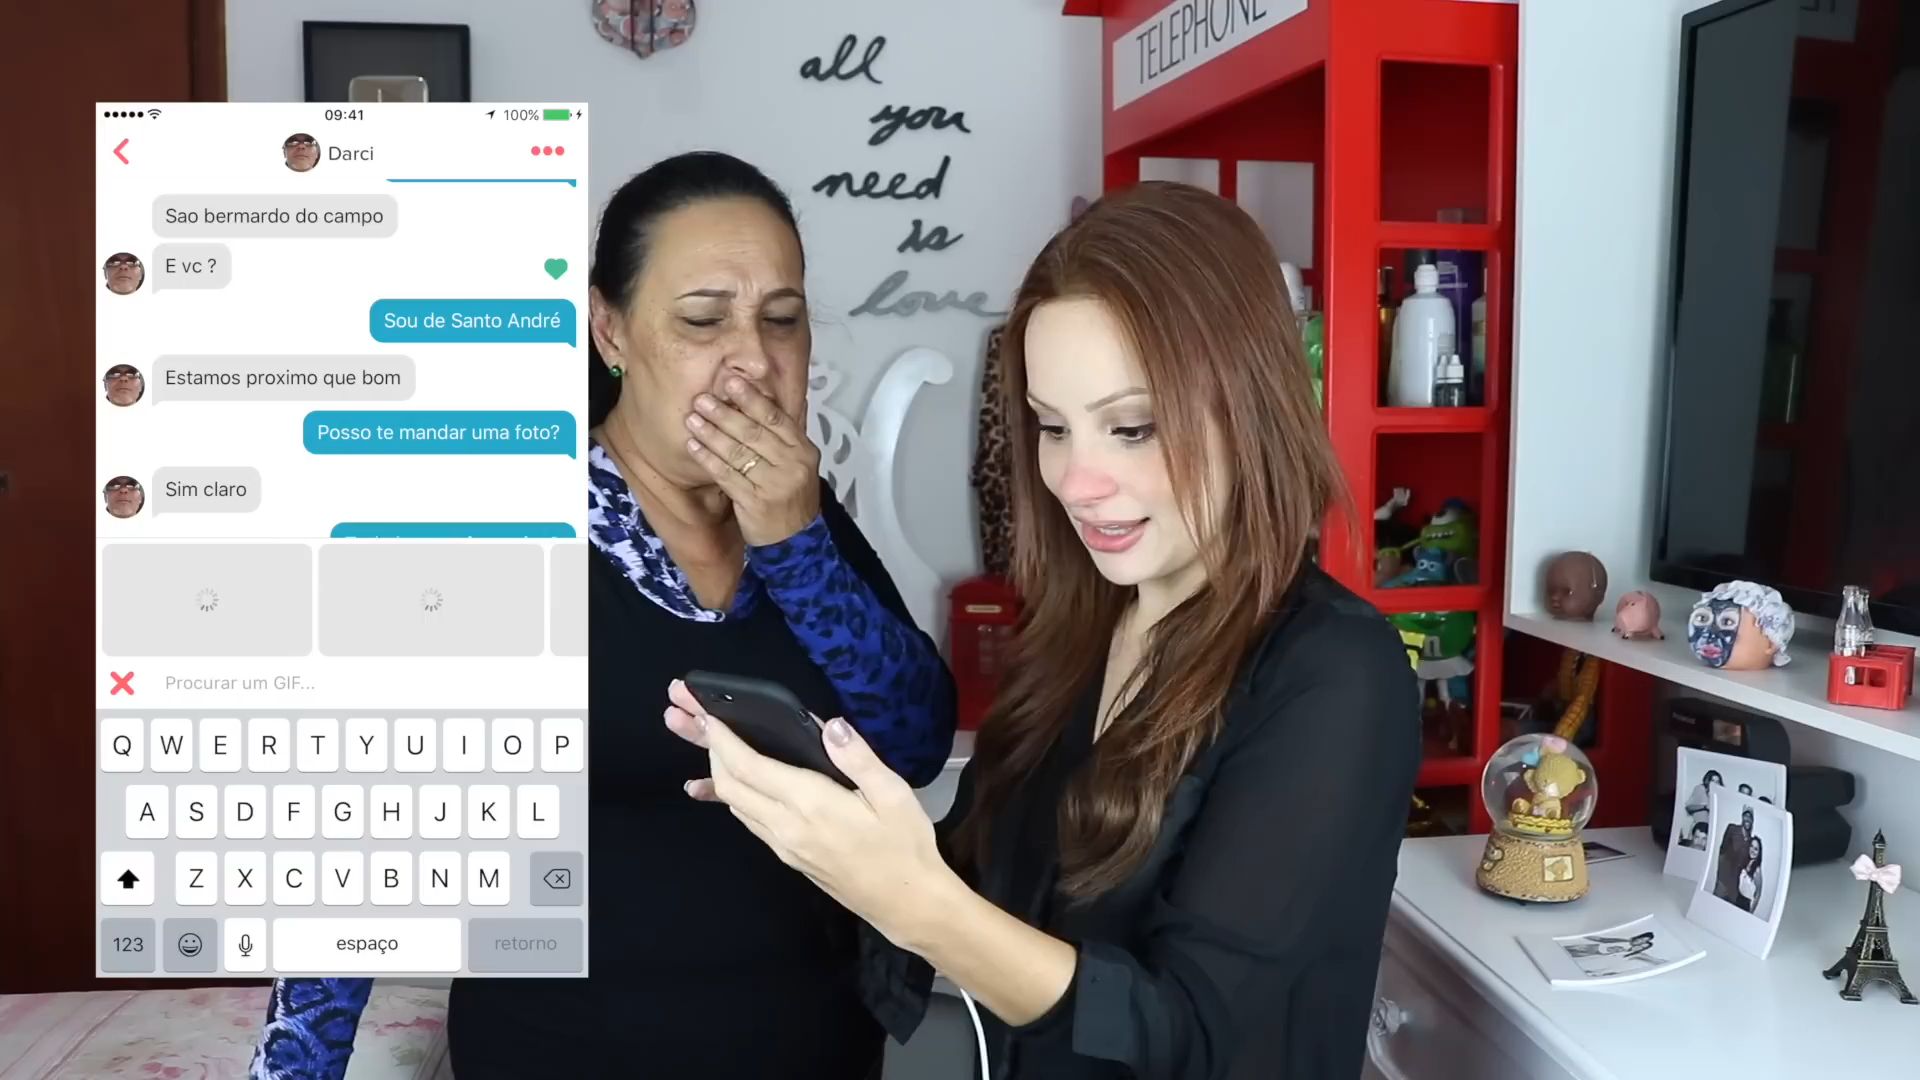 09:41
100%
Darci
Sao bermardo do campo
E vc ?
Sou de Santo André
Estamos proximo que bom
Posso te mandar uma foto?
Sim claro
Procurar um GIF...
Q W E R T Y U I O P
A S D F G H J K L
Z X C V B N M
123
espaço
retorno
all
you
need
is
love
TELEPHONE